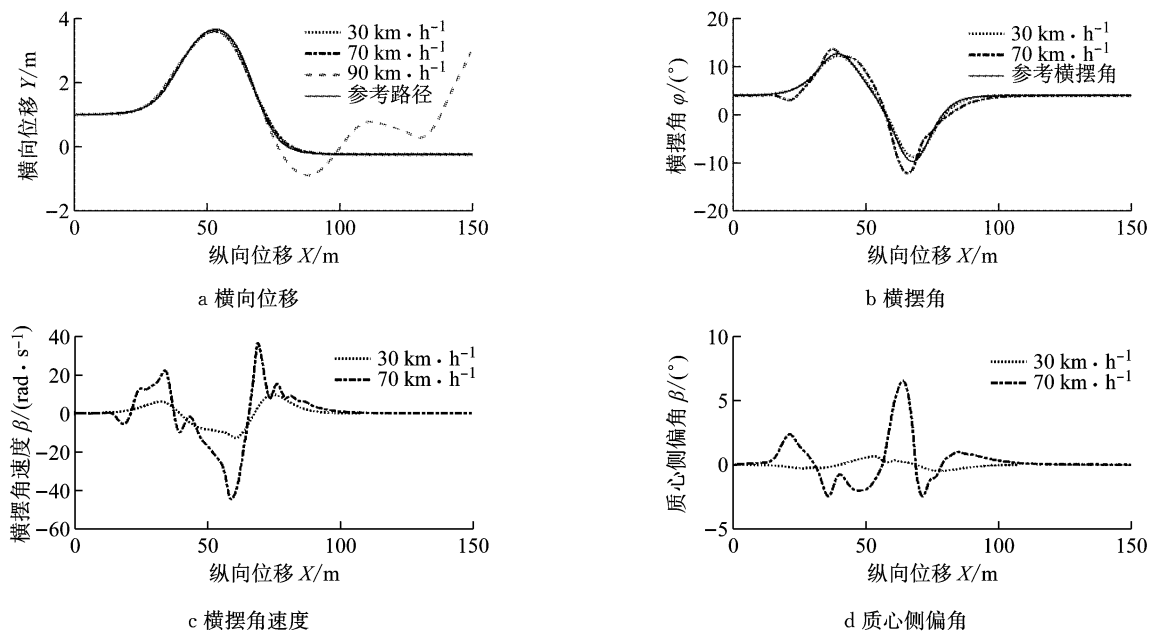 4
2
0
−2
0
50
100
150
横向位移 Y/m
纵向位移 X/m
30 km·h⁻¹
70 km·h⁻¹
90 km·h⁻¹
参考路径
a 横向位移
20
10
0
−10
−20
0
50
100
150
横摆角 φ/(°)
纵向位移 X/m
30 km·h⁻¹
70 km·h⁻¹
参考横摆角
b 横摆角
40
20
0
−20
−40
−60
0
50
100
150
横摆角速度 β/(rad·s⁻¹)
纵向位移 X/m
30 km·h⁻¹
70 km·h⁻¹
c 横摆角速度
10
5
0
−5
0
50
100
150
质心侧偏角 β/(°)
纵向位移 X/m
30 km·h⁻¹
70 km·h⁻¹
d 质心侧偏角